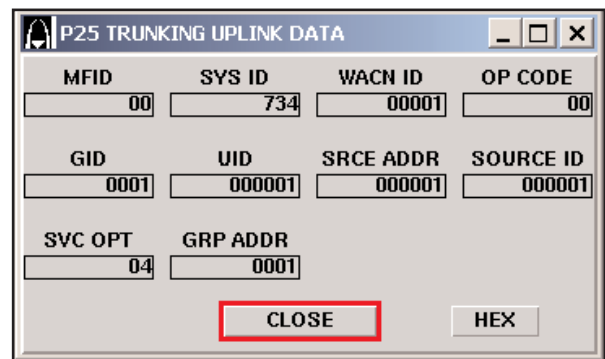 P25 TRUNKING UPLINK DATA
MFID SYS ID WACN ID OP CODE
00 734 00001 00
GID UID SRCE ADDR SOURCE ID
0001 000001 000001 000001
SVC OPT GRP ADDR
04 0001
CLOSE HEX